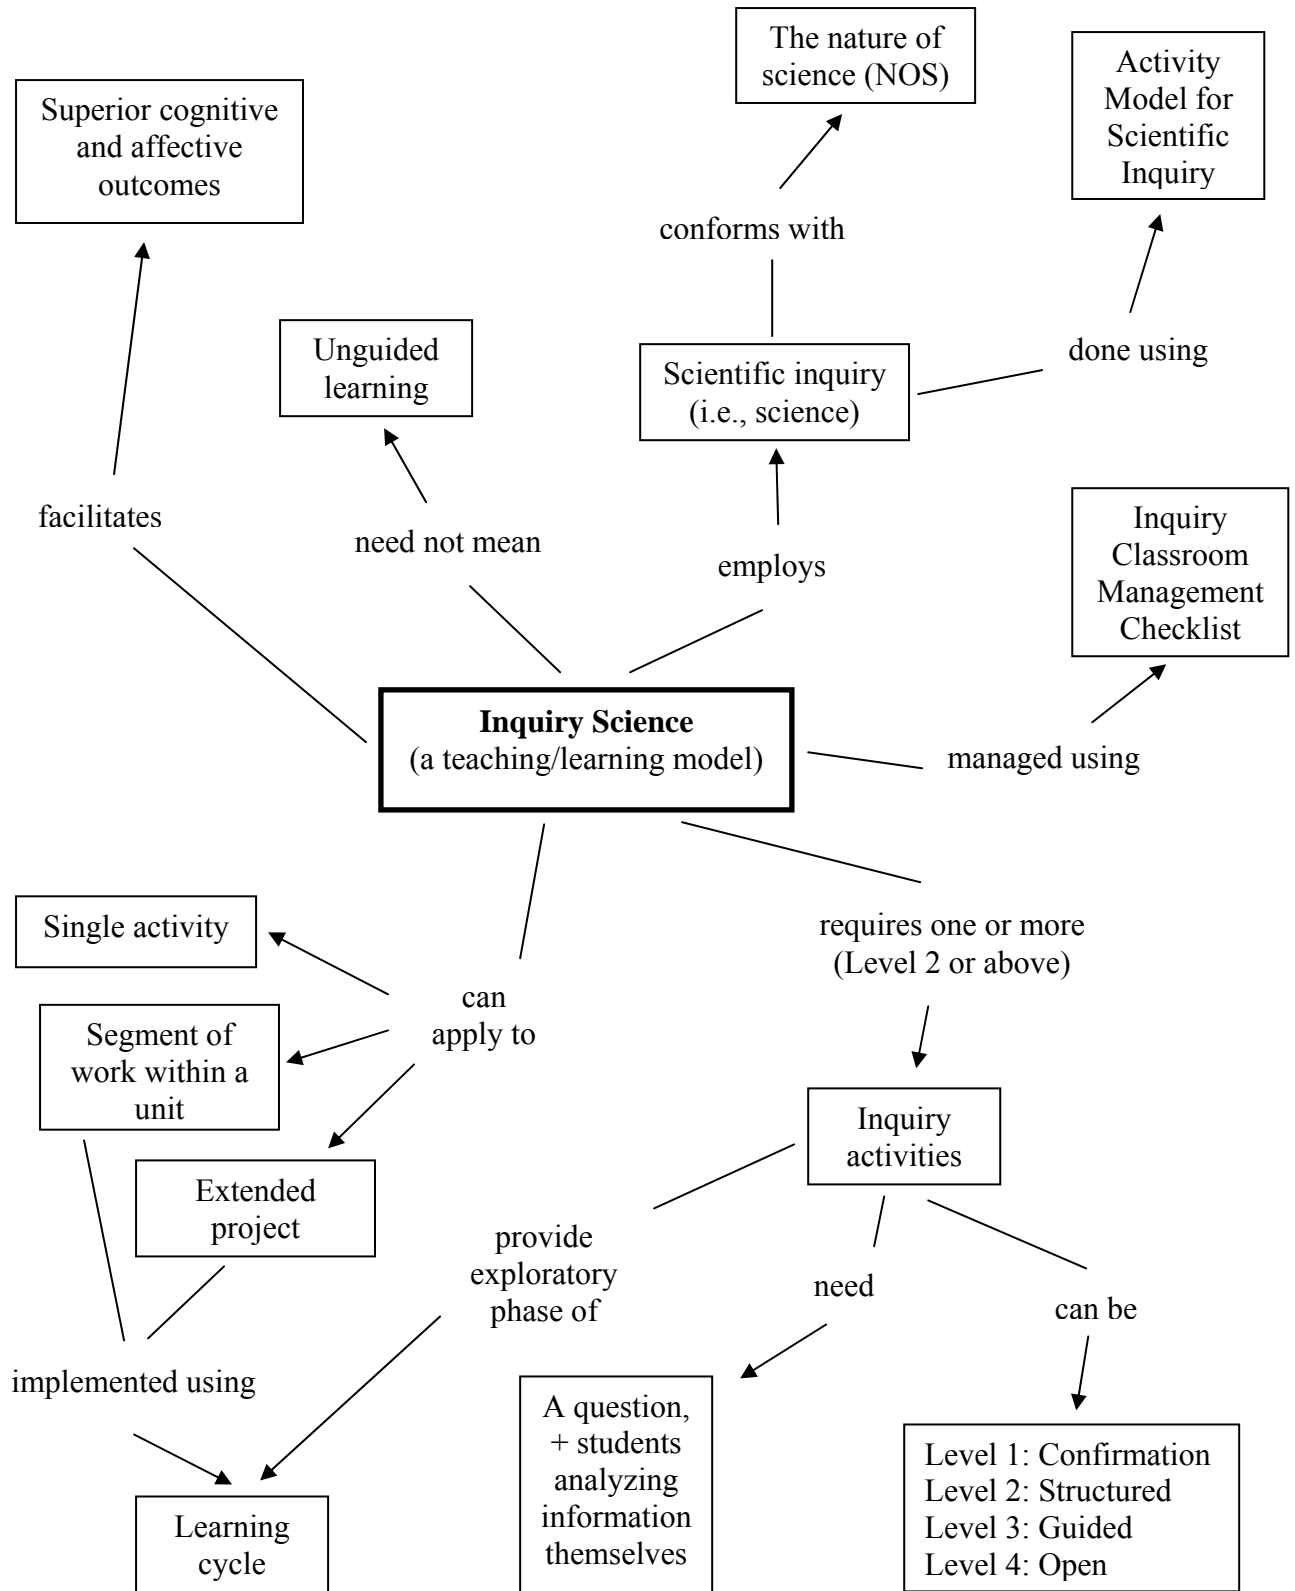 The nature of
science (NOS)
Activity
Model for
Scientific
Inquiry
Superior cognitive
and affective
outcomes
conforms with
Unguided
learning
Scientific inquiry
(i.e., science)
done using
facilitates
need not mean
employs
Inquiry
Classroom
Management
Checklist
Inquiry Science
(a teaching/learning model)
managed using
Single activity
requires one or more
(Level 2 or above)
can
apply to
Segment of
work within a
unit
Inquiry
activities
Extended
project
provide
exploratory
phase of
need
can be
implemented using
A question,
+ students
analyzing
information
themselves
Level 1: Confirmation
Level 2: Structured
Level 3: Guided
Level 4: Open
Learning
cycle